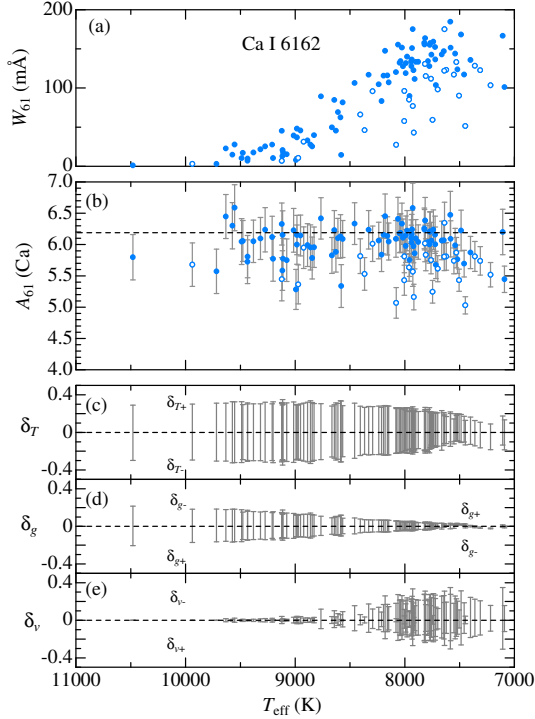 (a)
Ca I 6162
200
100
0
W61 (mÅ)
(b)
7.0
6.5
6.0
5.5
5.0
4.5
4.0
A61 (Ca)
(c)
δT+
δT-
0.4
0
-0.4
δT
(d)
δg-
δg+
δg+
δg-
0.4
0
-0.4
δg
(e)
δv-
δv+
0.4
0
-0.4
δv
11000 10000 9000 8000 7000
Teff (K)